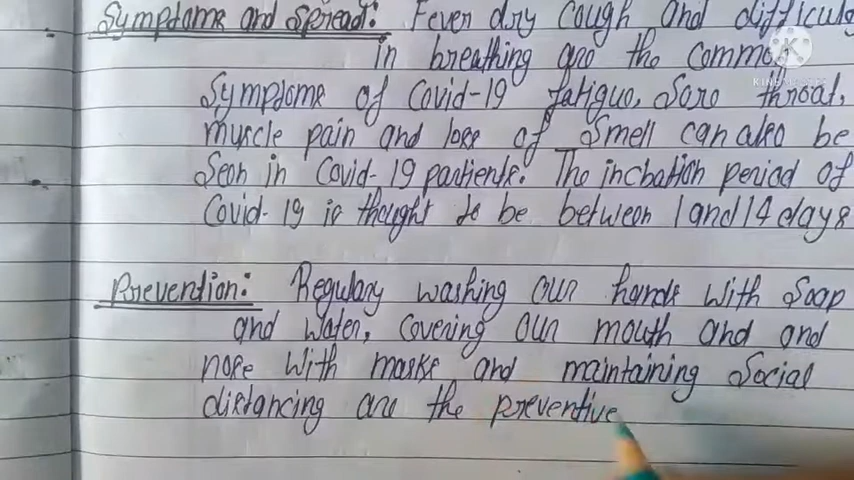 Symptoms and Spread: Fever dry cough and difficulty
in breathing are the common
Symptoms of Covid-19 fatigue, Sore throat,
muscle pain and loss of Smell can also be
Seen in Covid-19 patients. The incbation period of
Covid-19 is thought to be between 1 and 14 days
Prevention: Regulary washing our hands with Soap
and water, covering our mouth and and
nose with masks and maintaining Social
distancing are the preventive